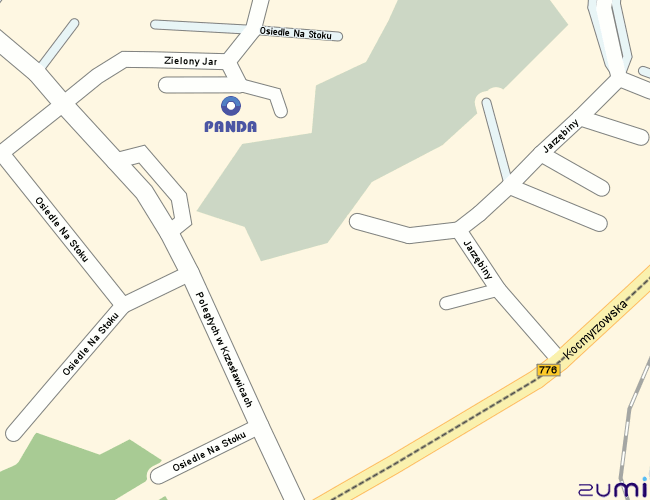 Osiedle Na Stoku
Zielony Jar
PANDA
Jarzębiny
Osiedle Na Stoku
Jarzębiny
Poległych w Krzesławicach
Kocmyrzowska
Osiedle Na Stoku
776
Osiedle Na Stoku
zumi